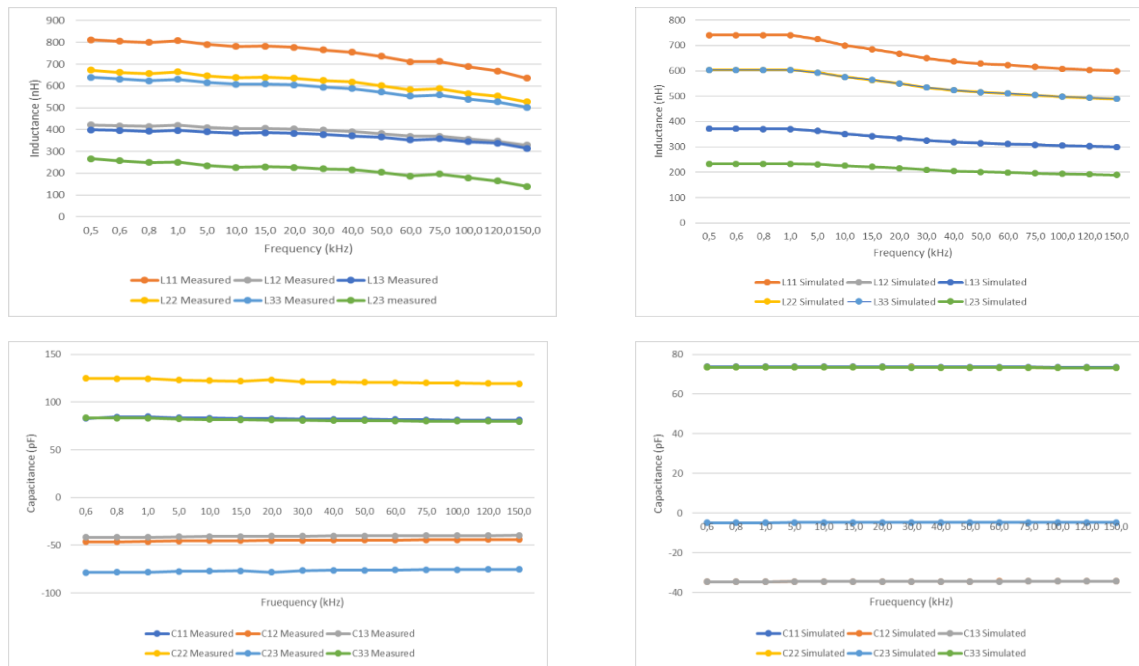 900
800
700
600
500
400
300
200
100
0
Inductance (nH)
0,5 0,6 0,8 1,0 5,0 10,0 15,0 20,0 30,0 40,0 50,0 60,0 75,0 100,0 120,0 150,0
Frequency (kHz)
L11 Measured L12 Measured L13 Measured
L22 Measured L33 Measured L23 measured
800
700
600
500
400
300
200
100
0
Inductance (nH)
0,5 0,6 0,8 1,0 5,0 10,0 15,0 20,0 30,0 40,0 50,0 60,0 75,0 100,0 120,0 150,0
Frequency (kHz)
L11 Simulated L12 Simulated L13 Simulated
L22 Simulated L33 Simulated L23 Simulated
150
100
50
0
-50
-100
Capacitance (pF)
0,6 0,8 1,0 5,0 10,0 15,0 20,0 30,0 40,0 50,0 60,0 75,0 100,0 120,0 150,0
Fruequency (kHz)
C11 Measured C12 Measured C13 Measured
C22 Measured C23 Measured C33 Measured
80
60
40
20
0
-20
-40
Capacitance (pF)
0,6 0,8 1,0 5,0 10,0 15,0 20,0 30,0 40,0 50,0 60,0 75,0 100,0 120,0 150,0
Fruequency (kHz)
C11 Simulated C12 Simulated C13 Simulated
C22 Simulated C23 Simulated C33 Simulated